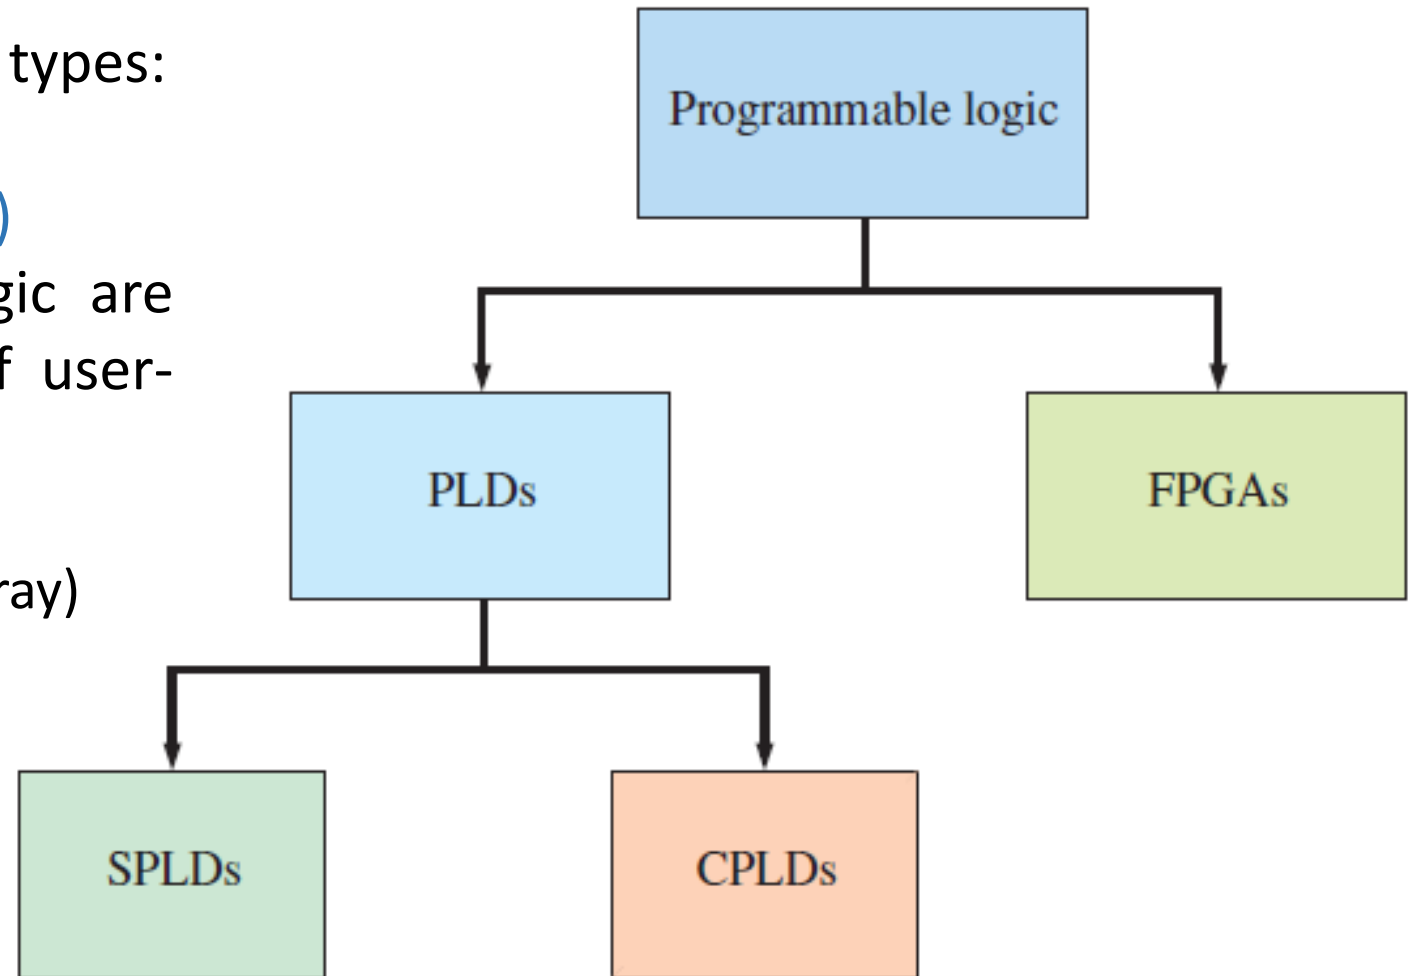 types:
)
gic are
f user-
ray)
Programmable logic
PLDs
FPGAs
SPLDs
CPLDs